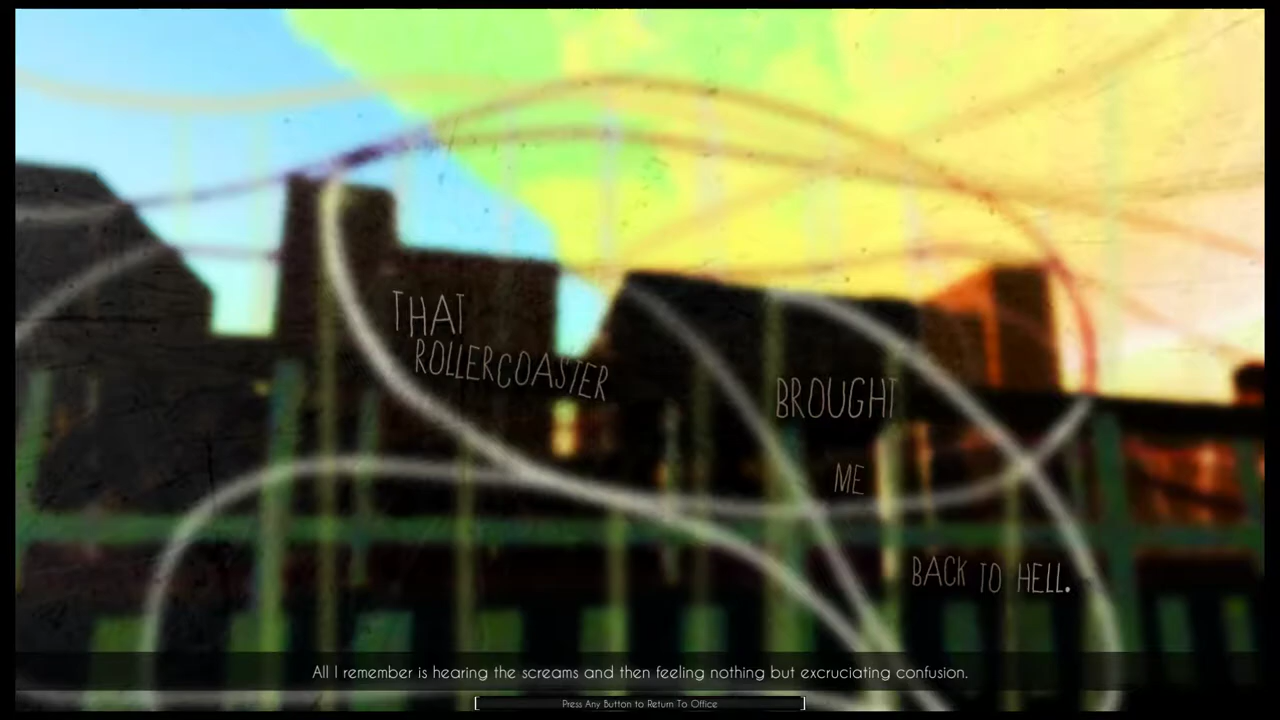 THAT
ROLLERCOASTER
BROUGHT
ME
BACK TO HELL.
All I remember is hearing the screams and then feeling nothing but excruciating confusion.
Press Any Button to Return To Office